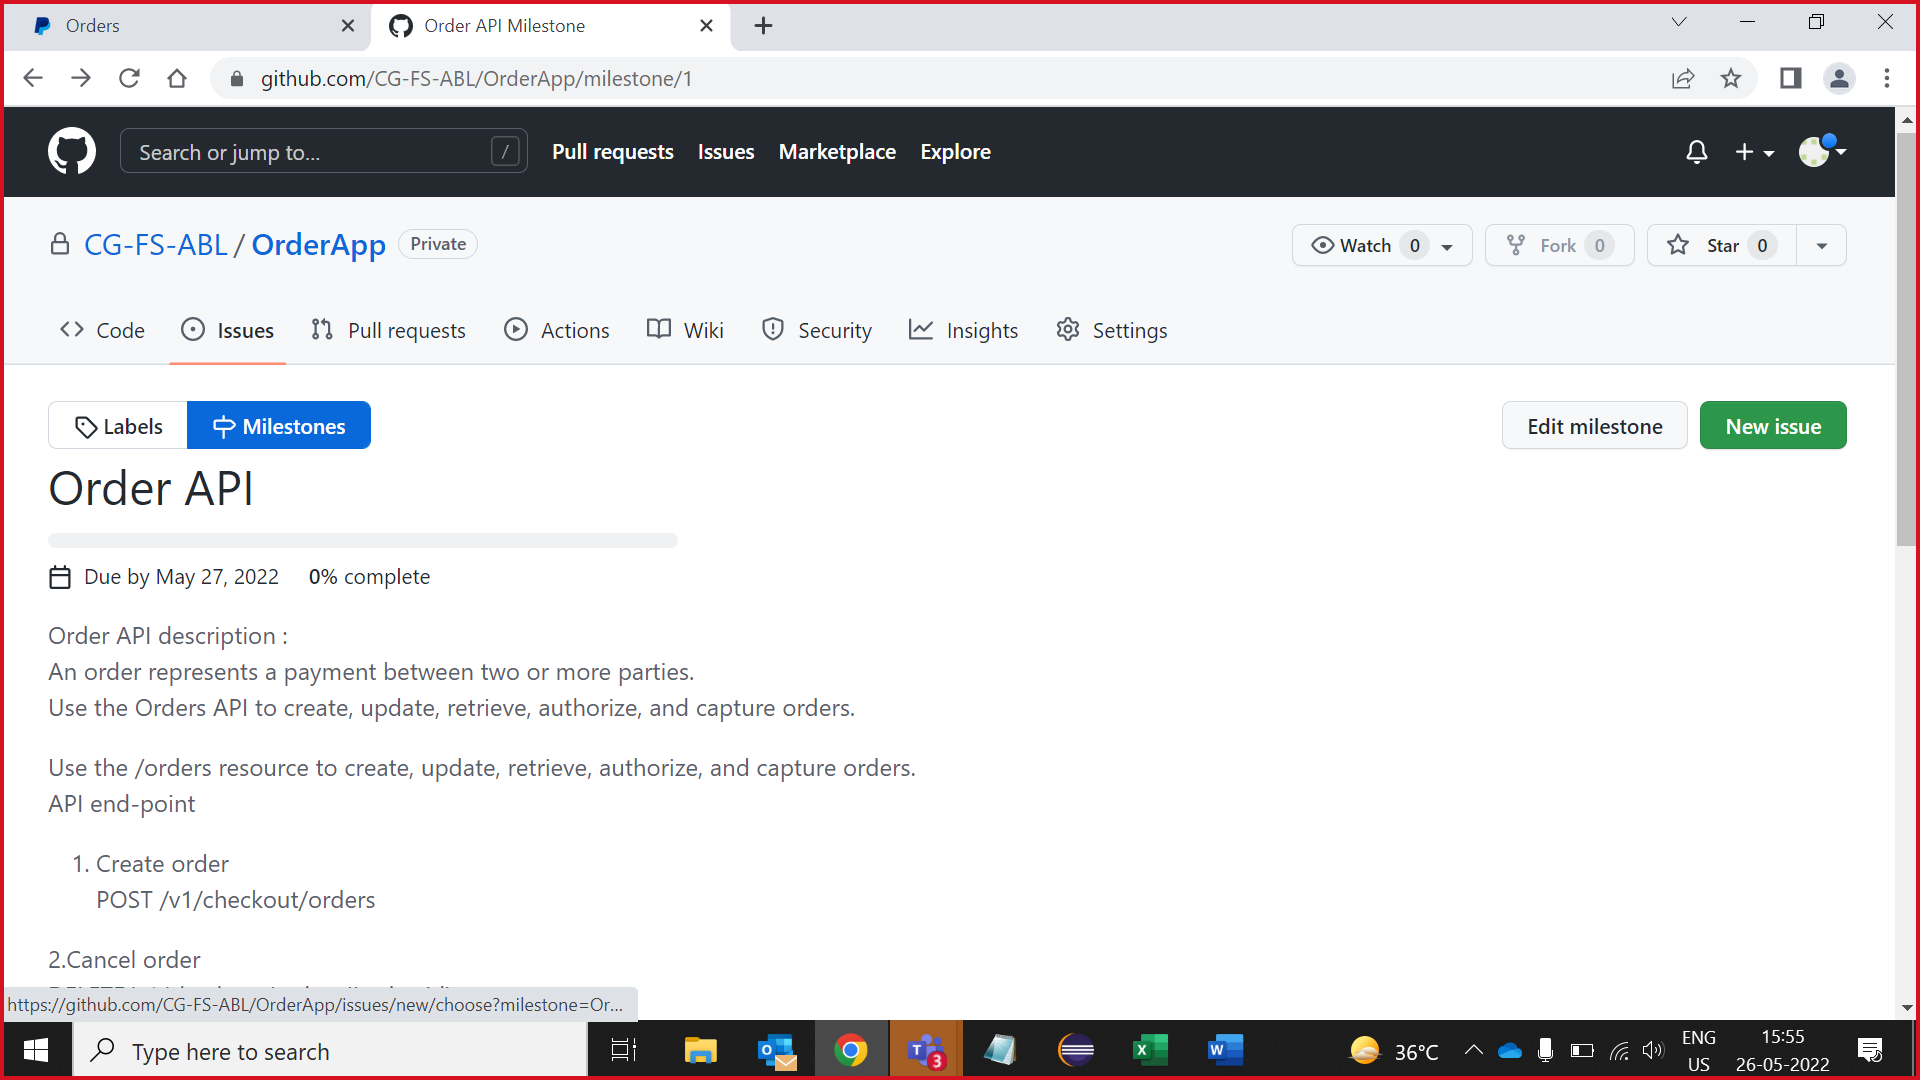 Orders
Order API Milestone
github.com/CG-FS-ABL/OrderApp/milestone/1
Search or jump to...
/
Pull requests
Issues
Marketplace
Explore
CG-FS-ABL / OrderApp
Private
Watch 0
Fork 0
Star 0
Code
Issues
Pull requests
Actions
Wiki
Security
Insights
Settings
Labels
Milestones
Edit milestone
New issue
Order API
Due by May 27, 2022
0% complete
Order API description :
An order represents a payment between two or more parties.
Use the Orders API to create, update, retrieve, authorize, and capture orders.
Use the /orders resource to create, update, retrieve, authorize, and capture orders.
API end-point
1. Create order
POST /v1/checkout/orders
2.Cancel order
https://github.com/CG-FS-ABL/OrderApp/issues/new/choose?milestone=Or...
Type here to search
3
36°C
ENG
US
15:55
26-05-2022